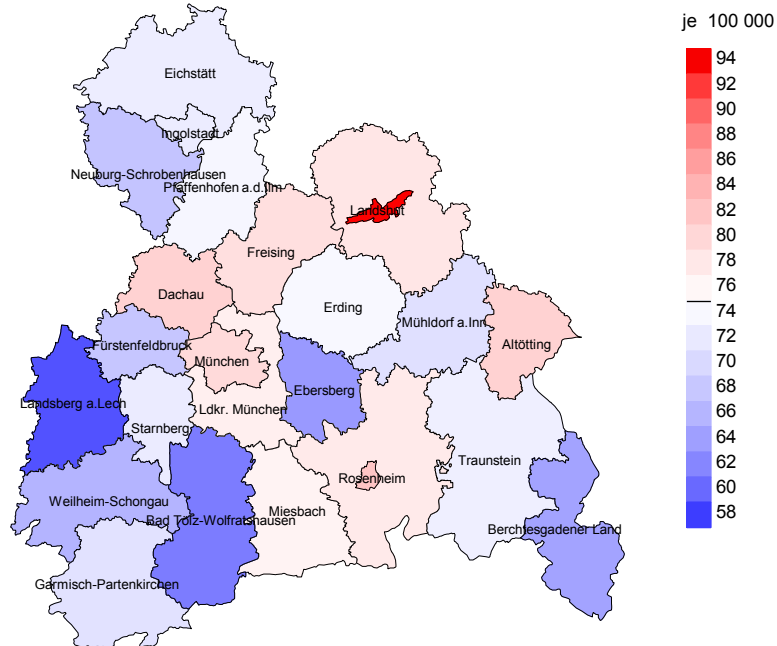 je 100 000
94
92
90
88
86
84
82
80
78
76
74
72
70
68
66
64
62
60
58
Eichstätt
Ingolstadt
Neuburg-Schrobenhausen
Pfaffenhofen a.d.Ilm
Landshut
Freising
Dachau
Erding
Mühldorf a.Inn
Altötting
Fürstenfeldbruck
München
Ebersberg
Landsberg a.Lech
Ldkr. München
Starnberg
Traunstein
Rosenheim
Weilheim-Schongau
Miesbach
Bad Tölz-Wolfratshausen
Berchtesgadener Land
Garmisch-Partenkirchen